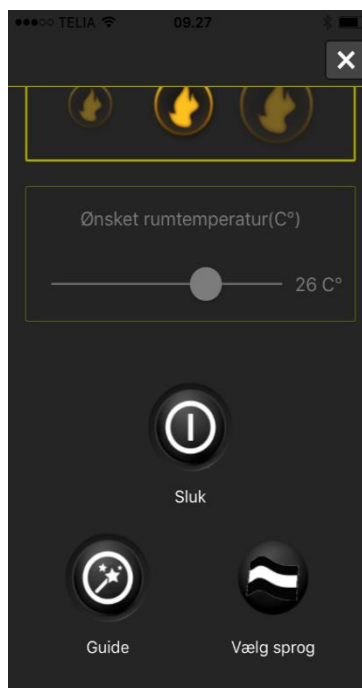 TELIA 09.27
Ønsket rumtemperatur(C°)
26 C°
Sluk
Guide
Vælg sprog